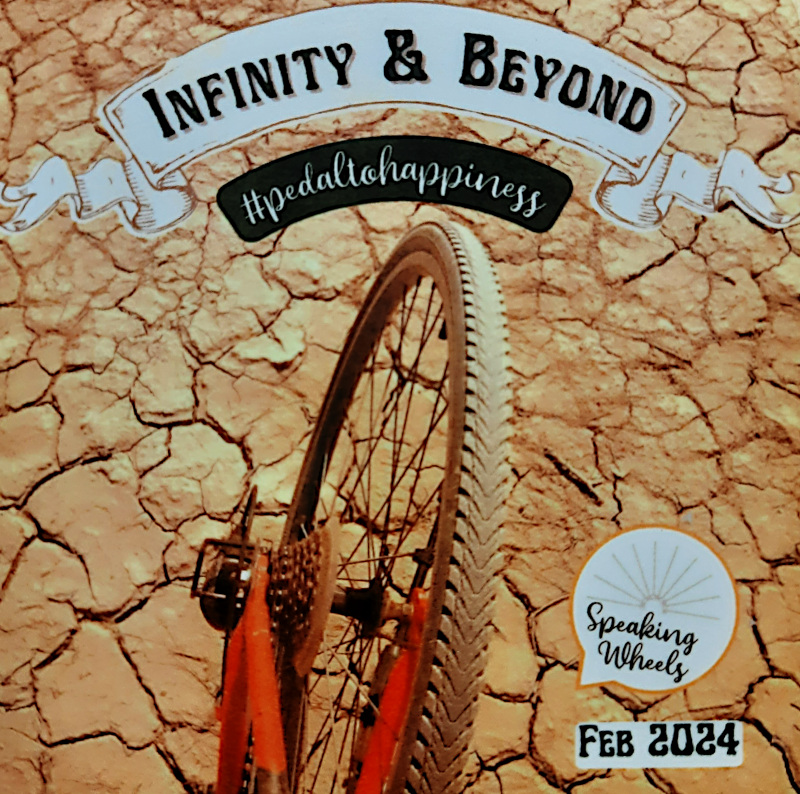 Infinity & Beyond
#pedaltohappiness
Speaking
Wheels
Feb 2024